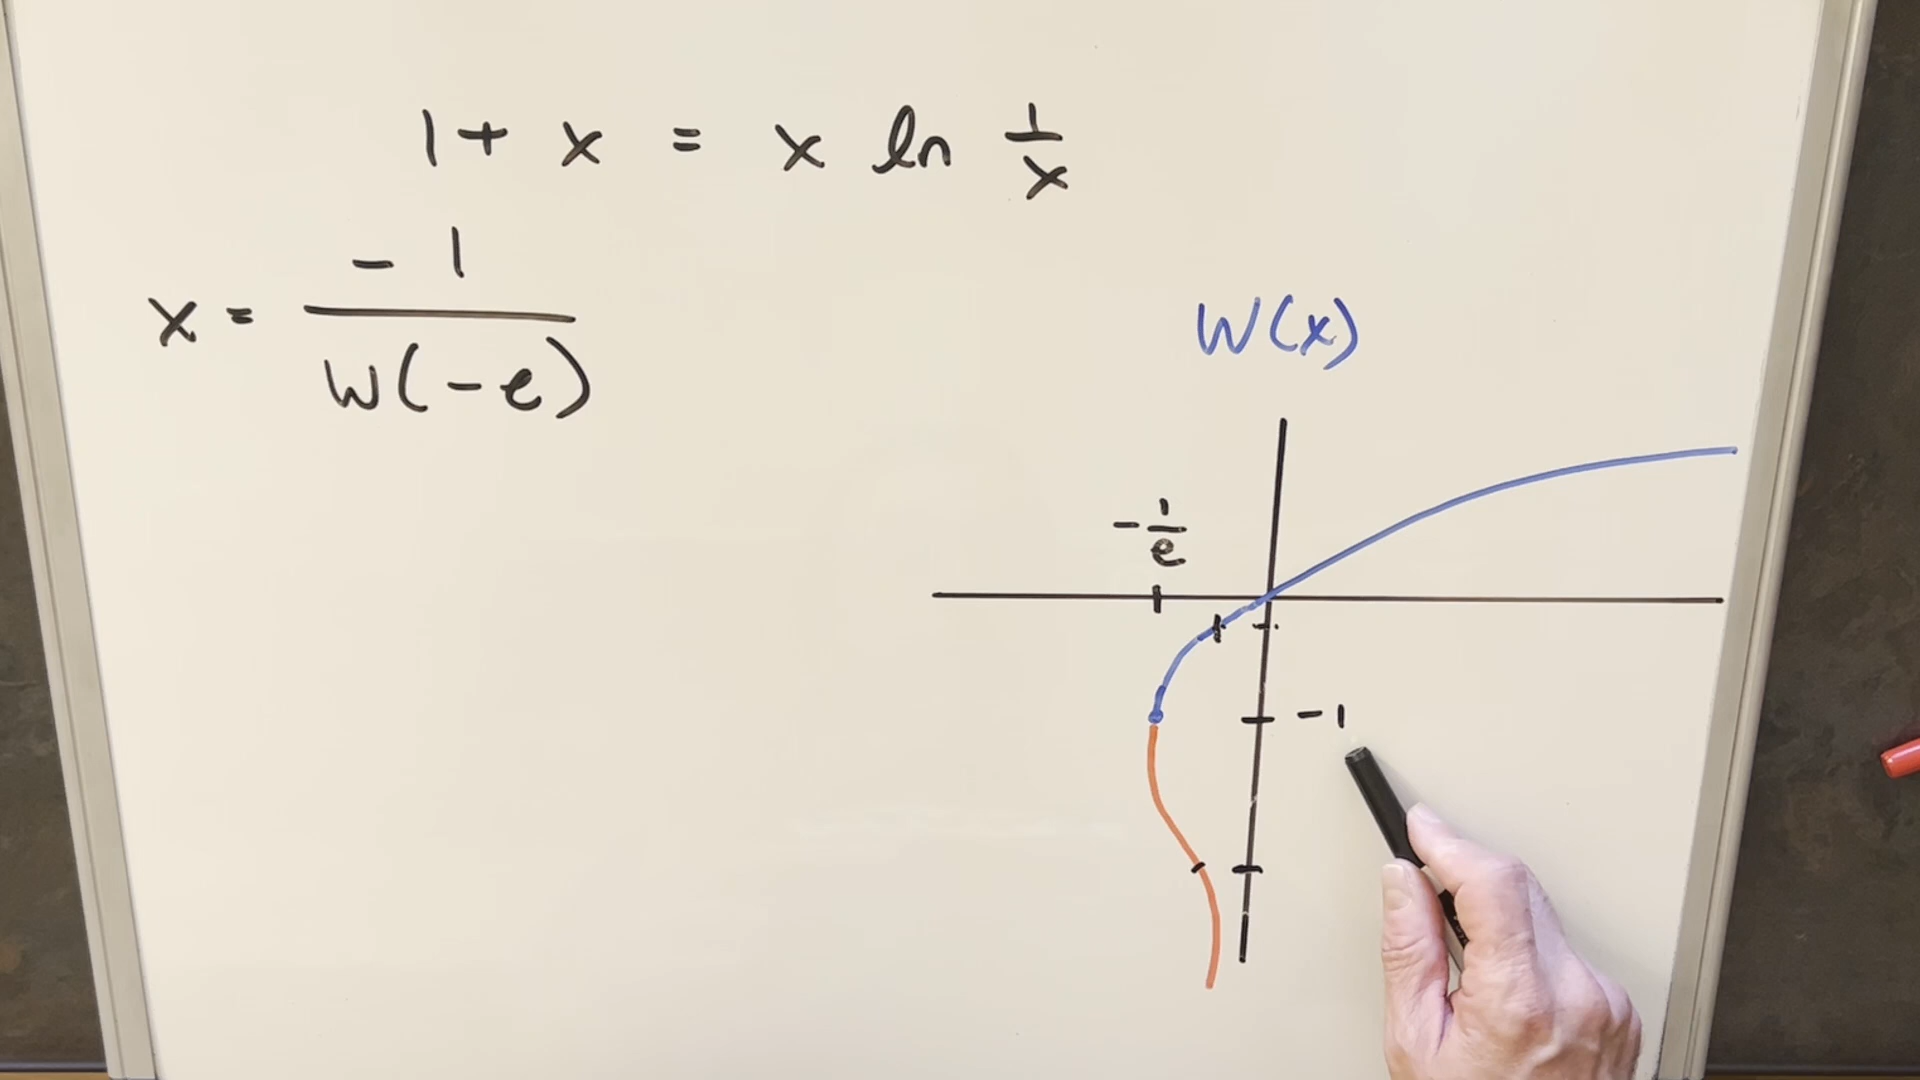 1 + x = x ln 1/x
x = -1/W(-e)
W(x)
-1/e
-1